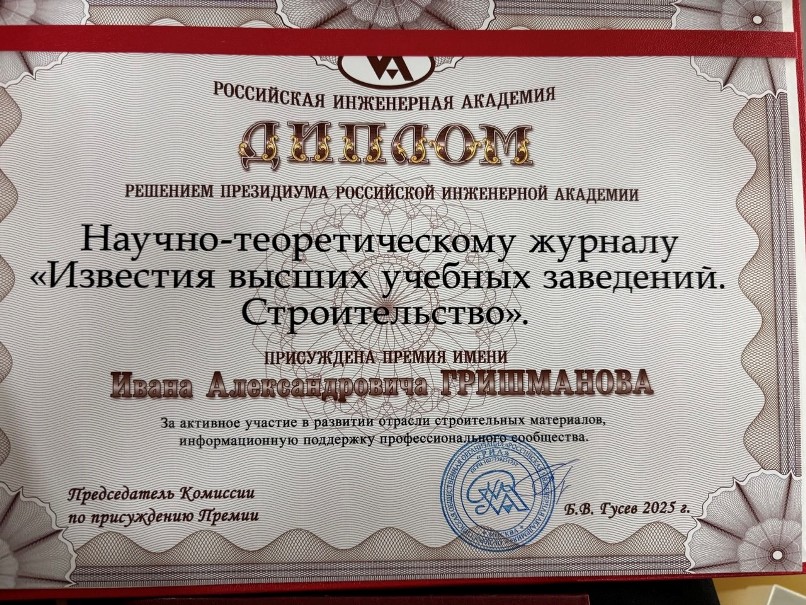 РОССИЙСКАЯ ИНЖЕНЕРНАЯ АКАДЕМИЯ
ДИПЛОМ
РЕШЕНИЕМ ПРЕЗИДИУМА РОССИЙСКОЙ ИНЖЕНЕРНОЙ АКАДЕМИИ
Научно-теоретическому журналу
«Известия высших учебных заведений.
Строительство».
ПРИСУЖДЕНА ПРЕМИЯ ИМЕНИ
Ивана Александровича ГРИШМАНОВА
За активное участие в развитии отрасли строительных материалов,
информационную поддержку профессионального сообщества.
Председатель Комиссии
по присуждению Премии
Б.В. Гусев 2025 г.